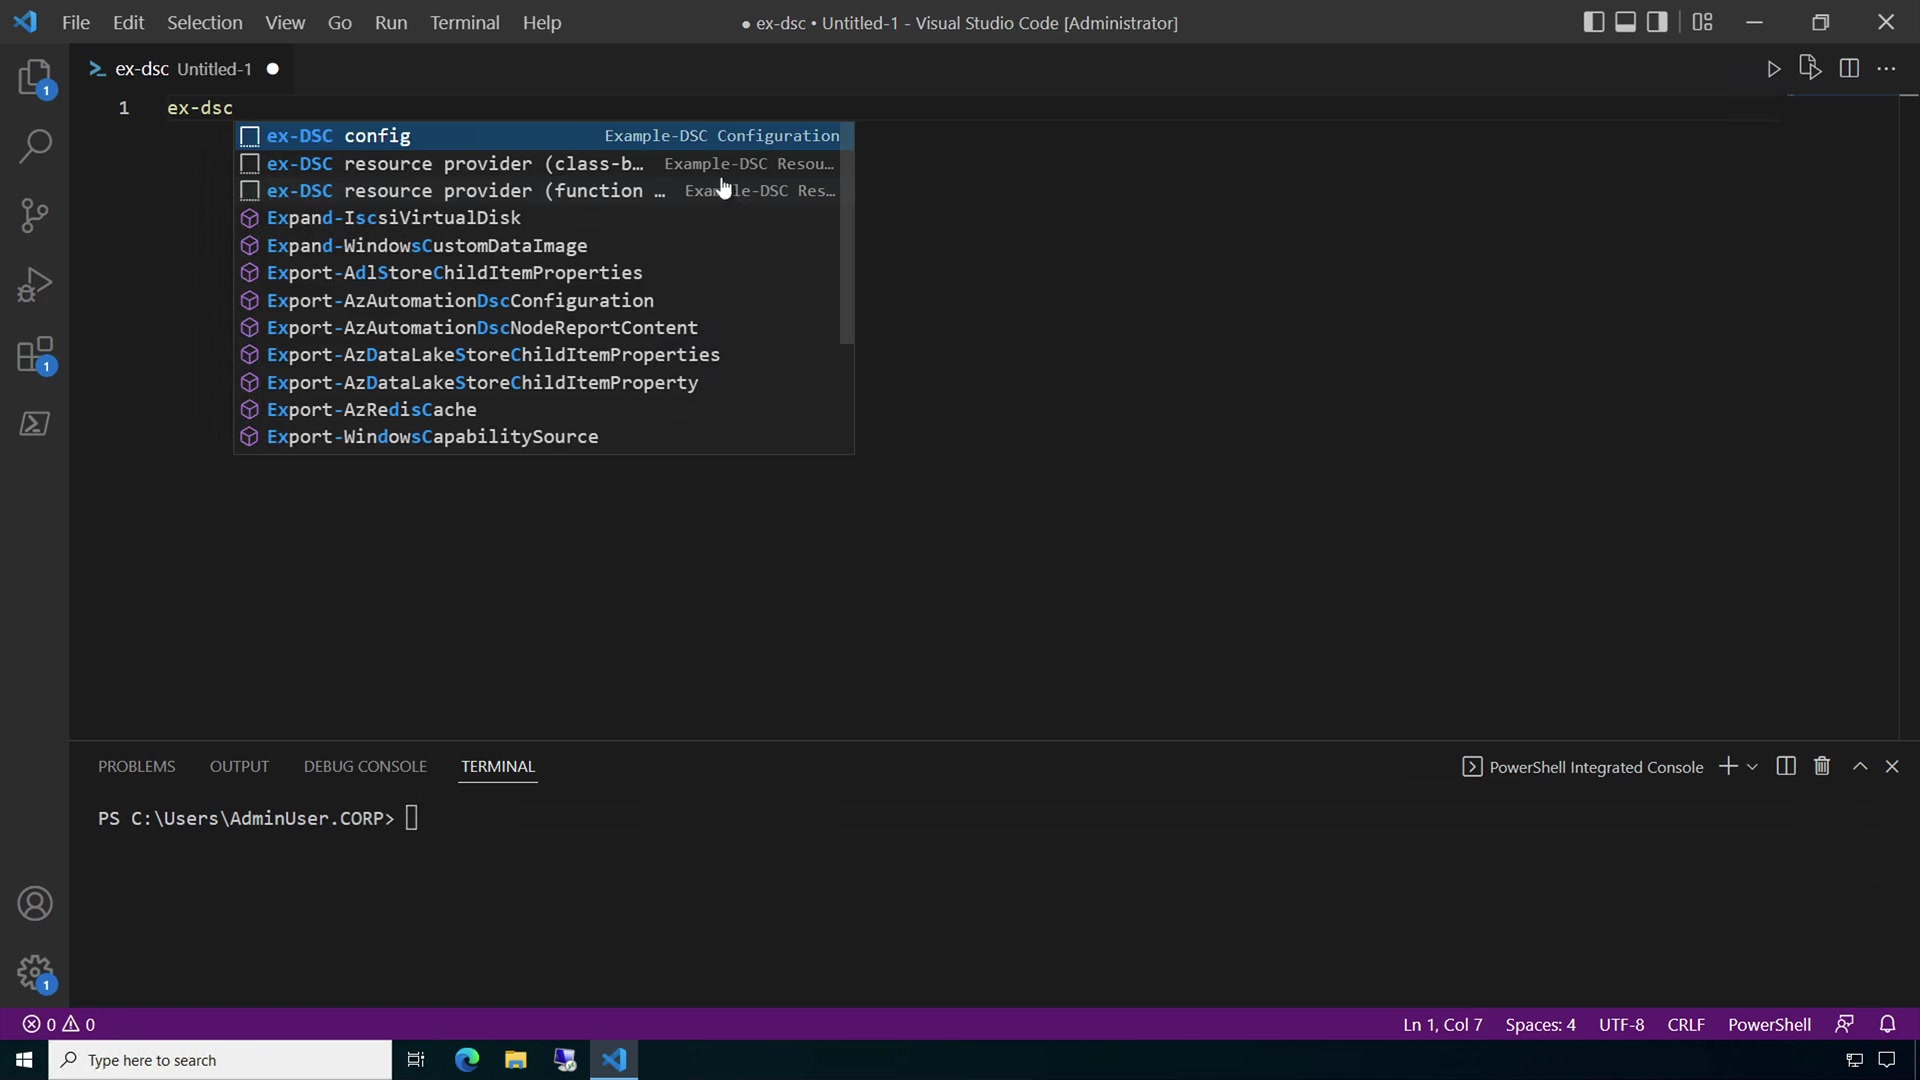 File Edit Selection View Go Run Terminal Help
● ex-dsc • Untitled-1 - Visual Studio Code [Administrator]
ex-dsc Untitled-1
1 ex-dsc
ex-DSC config Example-DSC Configuration
ex-DSC resource provider (class-b… Example-DSC Resou…
ex-DSC resource provider (function … Example-DSC Res…
Expand-IscsiVirtualDisk
Expand-WindowsCustomDataImage
Export-AdlStoreChildItemProperties
Export-AzAutomationDscConfiguration
Export-AzAutomationDscNodeReportContent
Export-AzDataLakeStoreChildItemProperties
Export-AzDataLakeStoreChildItemProperty
Export-AzRedisCache
Export-WindowsCapabilitySource
1
1
1
PROBLEMS OUTPUT DEBUG CONSOLE TERMINAL
PowerShell Integrated Console
PS C:\Users\AdminUser.CORP>
0 0
Ln 1, Col 7 Spaces: 4 UTF-8 CRLF PowerShell
Type here to search